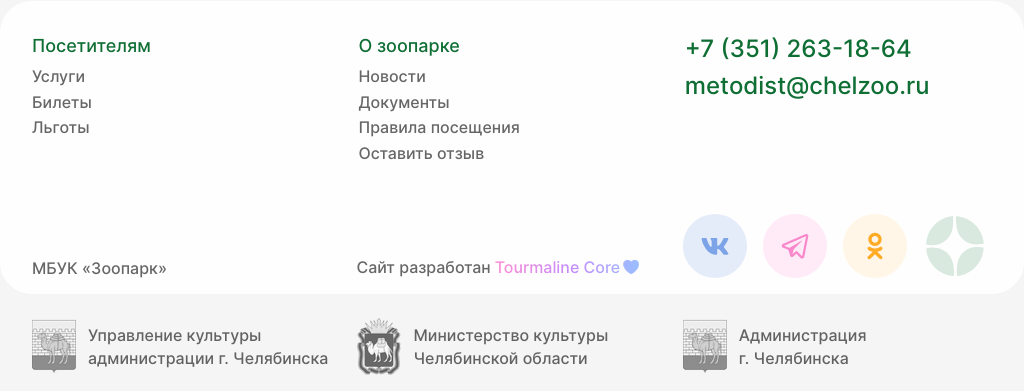 Посетителям
Услуги
Билеты
Льготы
О зоопарке
Новости
Документы
Правила посещения
Оставить отзыв
+7 (351) 263-18-64
metodist@chelzoo.ru
МБУК «Зоопарк»
Сайт разработан Tourmaline Core
Управление культуры
администрации г. Челябинска
Министерство культуры
Челябинской области
Администрация
г. Челябинска